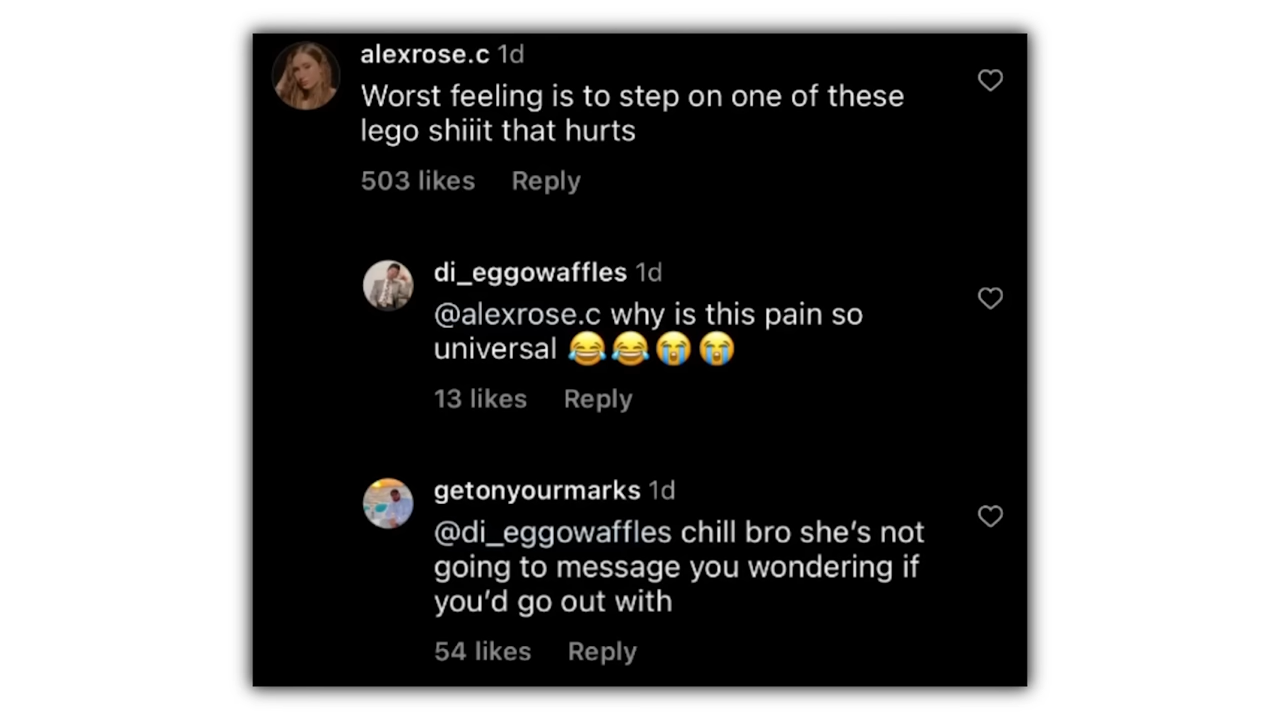 alexrose.c 1d
Worst feeling is to step on one of these
lego shiiit that hurts
503 likes Reply
di_eggowaffles 1d
@alexrose.c why is this pain so
universal 😂😂😭😭
13 likes Reply
getonyourmarks 1d
@di_eggowaffles chill bro she’s not
going to message you wondering if
you’d go out with
54 likes Reply